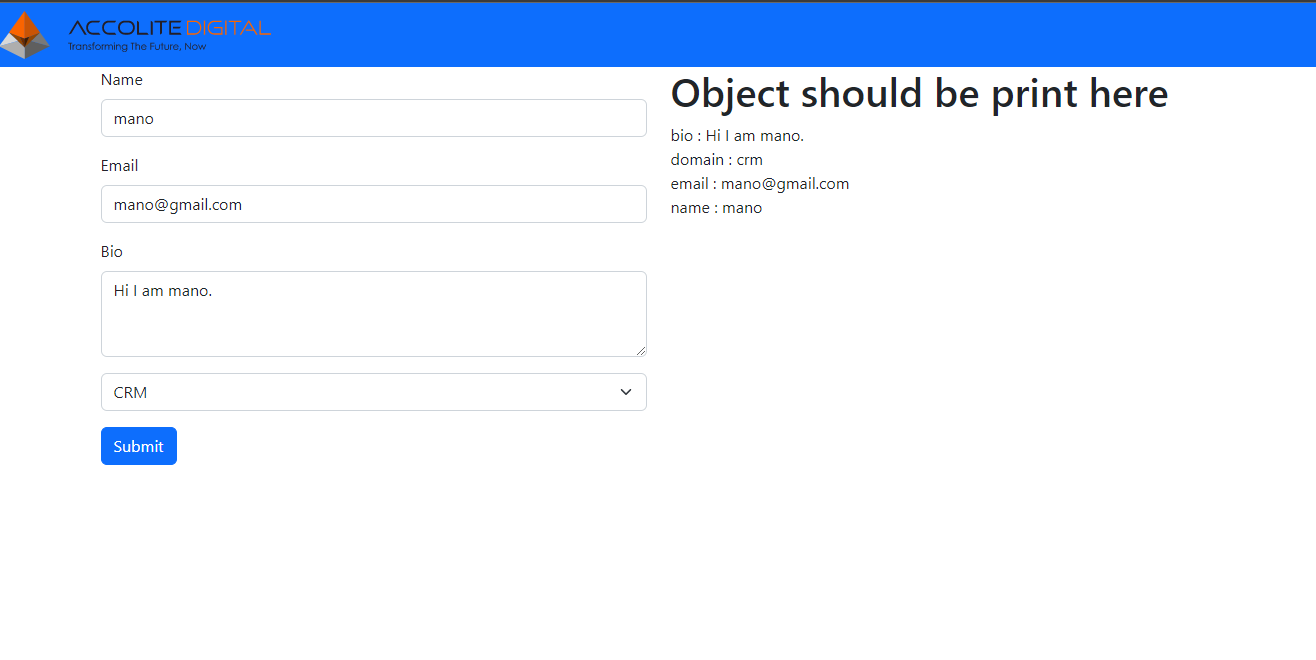 ACCOLITE DIGITAL
Transforming The Future, Now
Name
mano
Email
mano@gmail.com
Bio
Hi I am mano.
CRM
Submit
Object should be print here
bio : Hi I am mano.
domain : crm
email : mano@gmail.com
name : mano